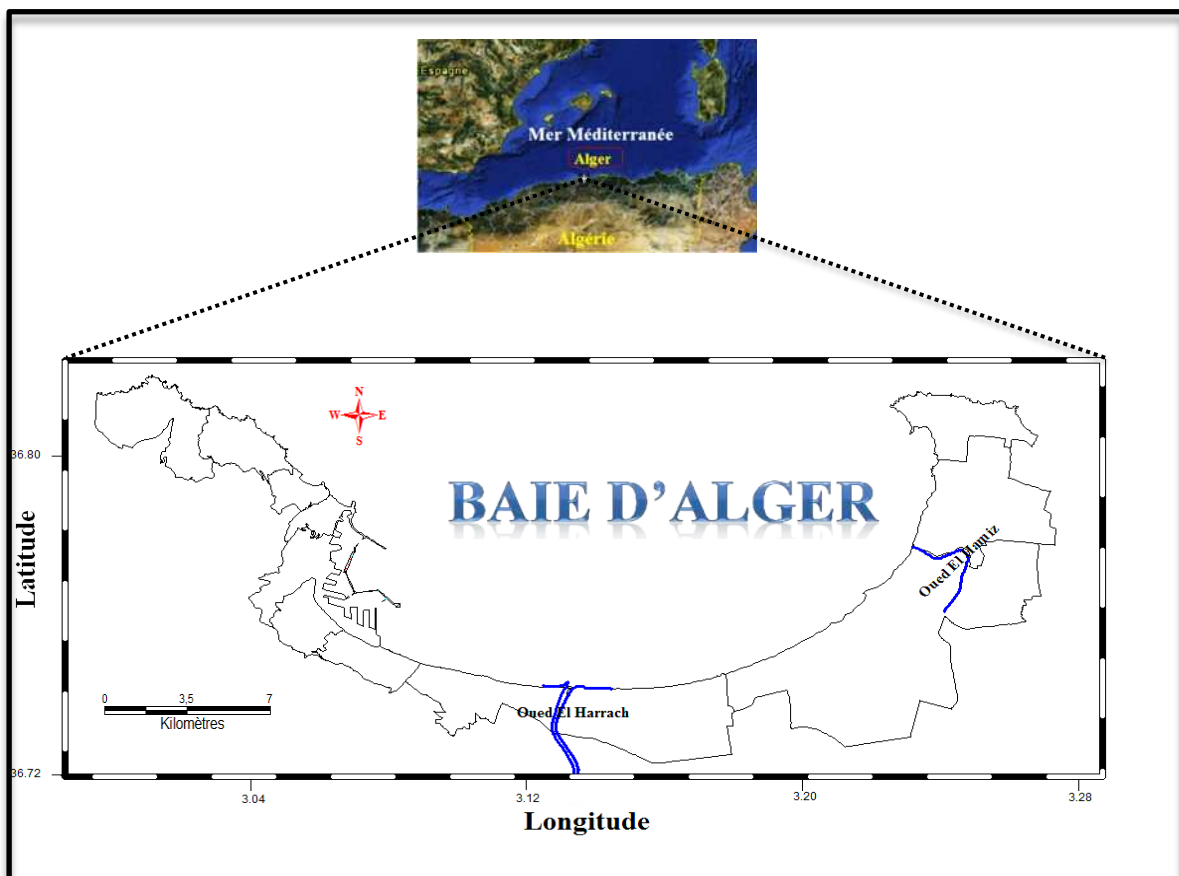 Espagne
Mer Méditerranée
Alger
Algérie
N
W E
S
BAIE D’ALGER
36.80
Latitude
Oued El Hamiz
0 3,5 7
Kilomètres
Oued El Harrach
36.72
3.04 3.12 3.20 3.28
Longitude